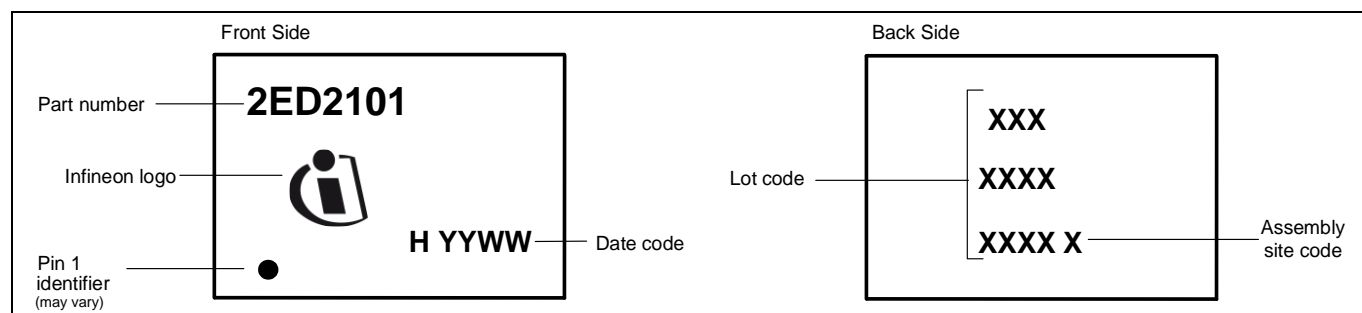 Front Side
Back Side
Part number
2ED2101
Infineon logo
H YYWW
Date code
Pin 1
identifier
(may vary)
XXX
Lot code
XXXX
XXXX X
Assembly
site code